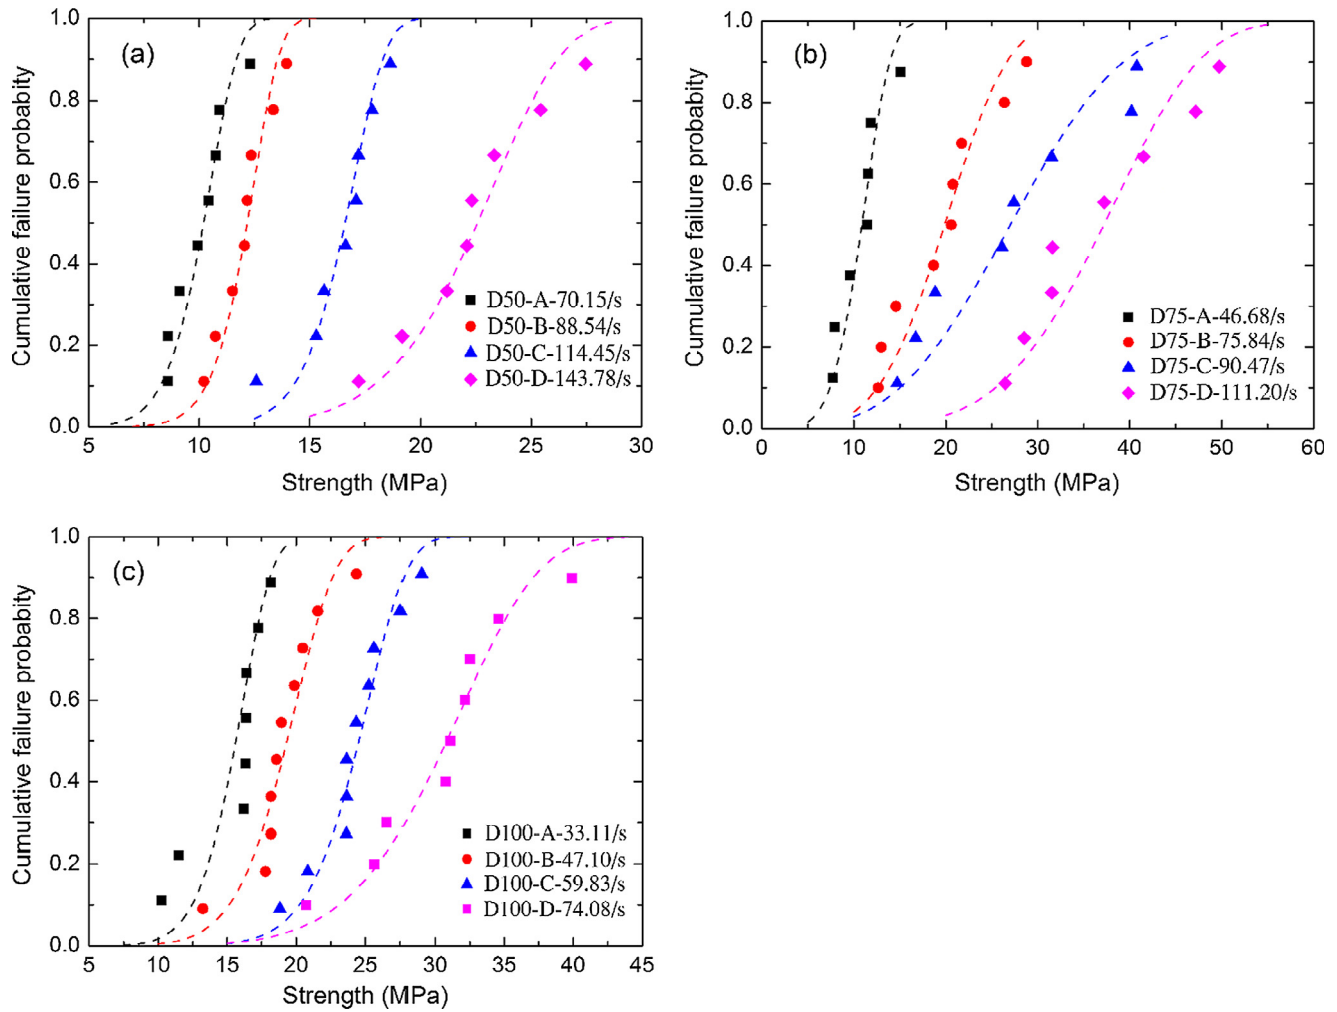 (a)
Cumulative failure probabity
1.0
0.8
0.6
0.4
0.2
0.0
5 10 15 20 25 30
Strength (MPa)
D50-A-70.15/s
D50-B-88.54/s
D50-C-114.45/s
D50-D-143.78/s
(b)
Cumulative failure probabity
1.0
0.8
0.6
0.4
0.2
0.0
0 10 20 30 40 50 60
Strength (MPa)
D75-A-46.68/s
D75-B-75.84/s
D75-C-90.47/s
D75-D-111.20/s
(c)
Cumulative failure probabity
1.0
0.8
0.6
0.4
0.2
0.0
5 10 15 20 25 30 35 40 45
Strength (MPa)
D100-A-33.11/s
D100-B-47.10/s
D100-C-59.83/s
D100-D-74.08/s